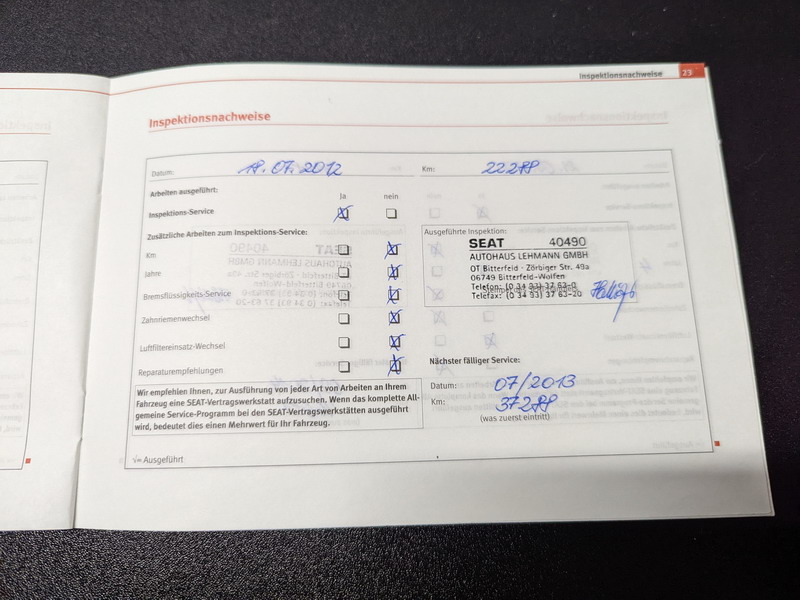 Inspektionsnachweise 23
Inspektionsnachweise
Datum: 18.07.2012 Km: 22288
Arbeiten ausgeführt:
Ja nein
Inspektions-Service
Zusätzliche Arbeiten zum Inspektions-Service:
Km
Jahre
Bremsflüssigkeits-Service
Zahnriemenwechsel
Luftfiltereinsatz-Wechsel
Reparaturempfehlungen
Wir empfehlen Ihnen, zur Ausführung von jeder Art von Arbeiten an Ihrem
Fahrzeug eine SEAT-Vertragswerkstatt aufzusuchen. Wenn das komplette All-
gemeine Service-Programm bei den SEAT-Vertragswerkstätten ausgeführt
wird, bedeutet dies einen Mehrwert für Ihr Fahrzeug.
√= Ausgeführt
Ausgeführte Inspektion:
SEAT 40490
AUTOHAUS LEHMANN GMBH
OT Bitterfeld - Zörbiger Str. 49a
06749 Bitterfeld-Wolfen
Telefon: (0 34 93) 37 63-0
Telefax: (0 34 93) 37 63-20
Nächster fälliger Service:
Datum: 07/2013
Km: 37288
(was zuerst eintritt)